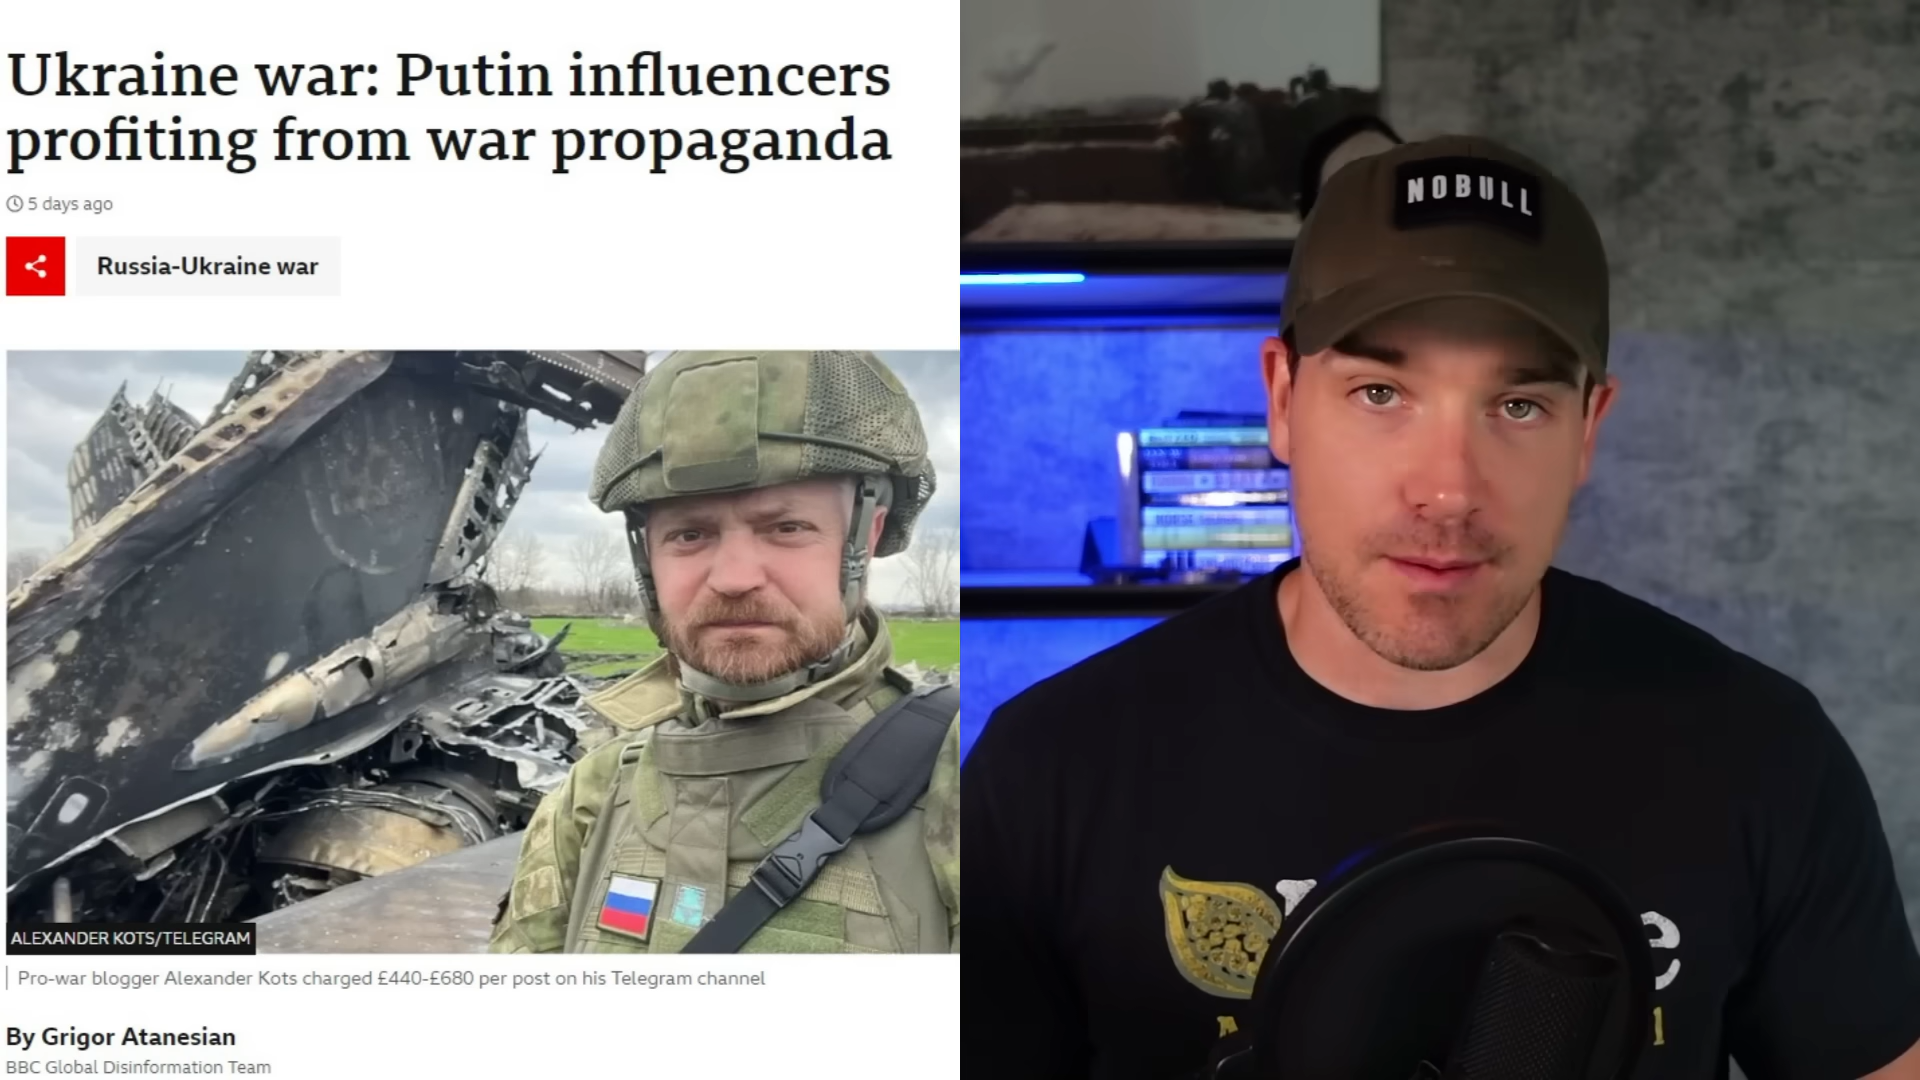 Ukraine war: Putin influencers
profiting from war propaganda
5 days ago
Russia-Ukraine war
ALEXANDER KOTS/TELEGRAM
Pro-war blogger Alexander Kots charged £440-£680 per post on his Telegram channel
By Grigor Atanesian
BBC Global Disinformation Team
NOBULL